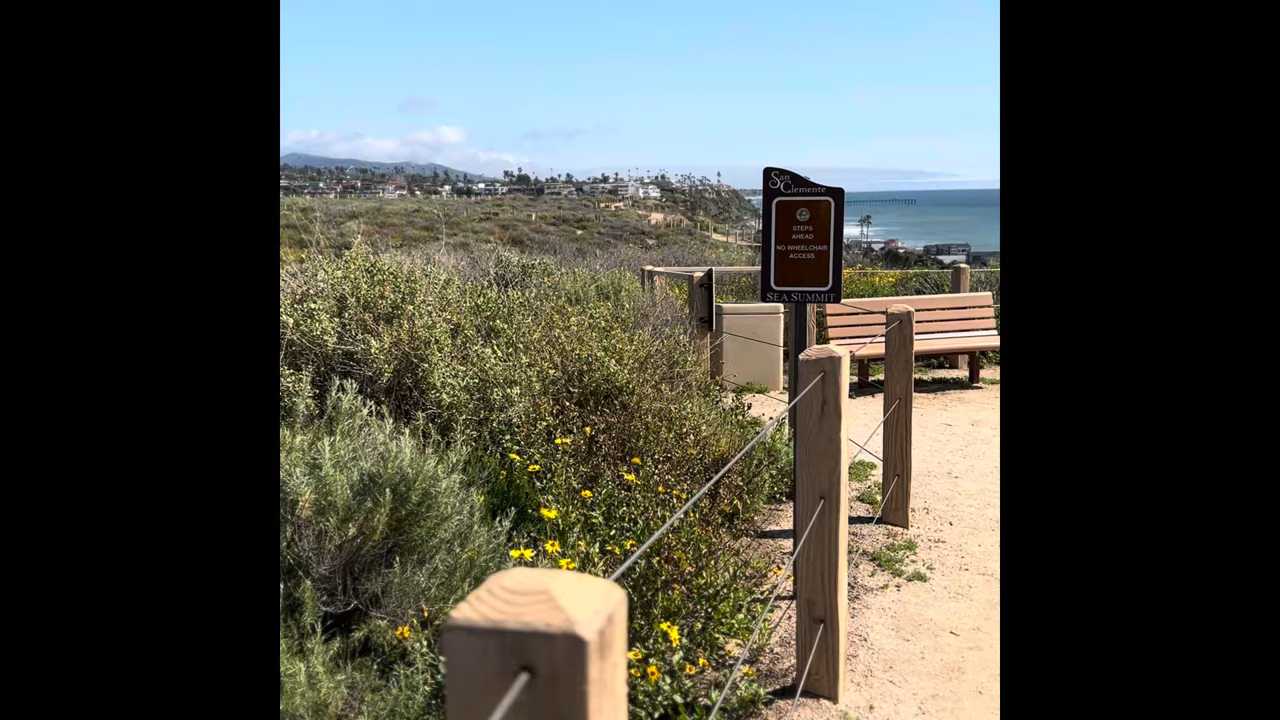 San
Clemente
STEPS
AHEAD
NO WHEELCHAIR
ACCESS
SEA SUMMIT